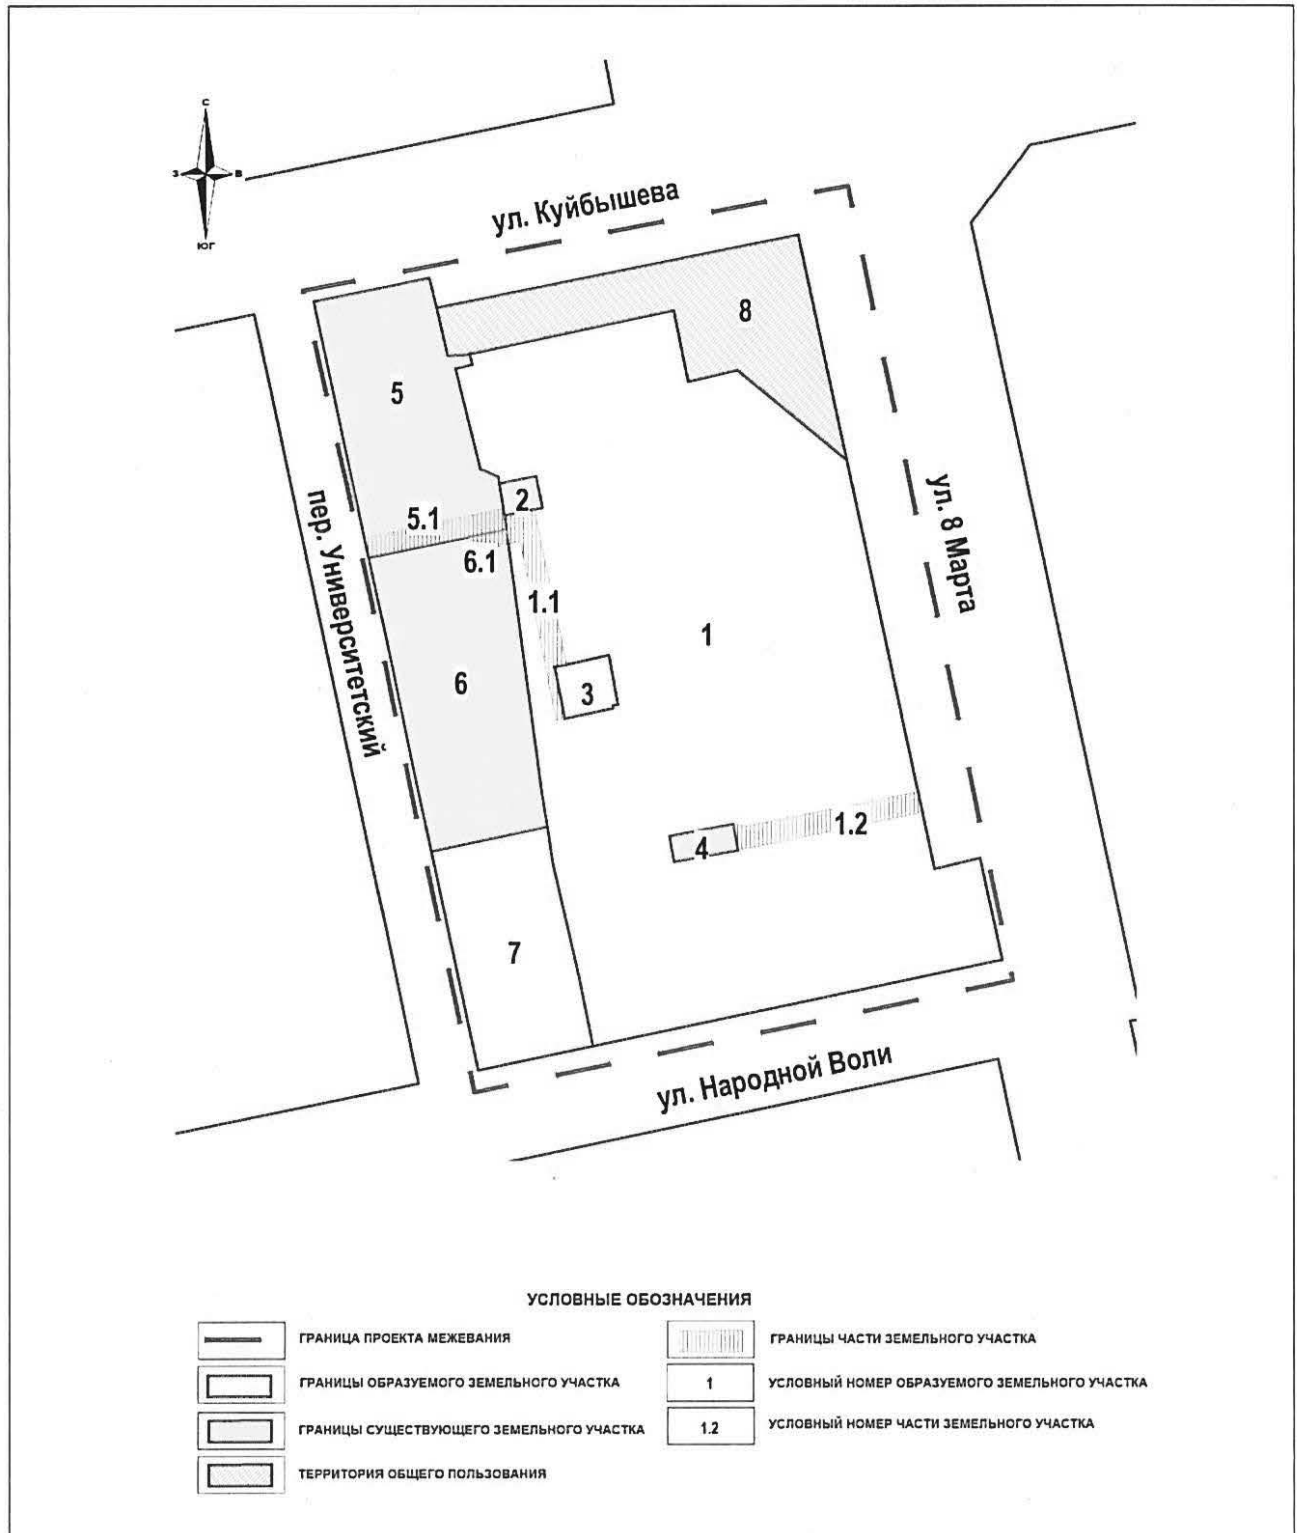 С
З
В
ЮГ
ул. Куйбышева
8
5
2
5.1
ул. 8 Марта
пер. Университетский
6.1
1.1
1
6
3
1.2
4
7
ул. Народной Воли
УСЛОВНЫЕ ОБОЗНАЧЕНИЯ
ГРАНИЦА ПРОЕКТА МЕЖЕВАНИЯ
ГРАНИЦЫ ОБРАЗУЕМОГО ЗЕМЕЛЬНОГО УЧАСТКА
ГРАНИЦЫ СУЩЕСТВУЮЩЕГО ЗЕМЕЛЬНОГО УЧАСТКА
ТЕРРИТОРИЯ ОБЩЕГО ПОЛЬЗОВАНИЯ
ГРАНИЦЫ ЧАСТИ ЗЕМЕЛЬНОГО УЧАСТКА
1 УСЛОВНЫЙ НОМЕР ОБРАЗУЕМОГО ЗЕМЕЛЬНОГО УЧАСТКА
1.2 УСЛОВНЫЙ НОМЕР ЧАСТИ ЗЕМЕЛЬНОГО УЧАСТКА